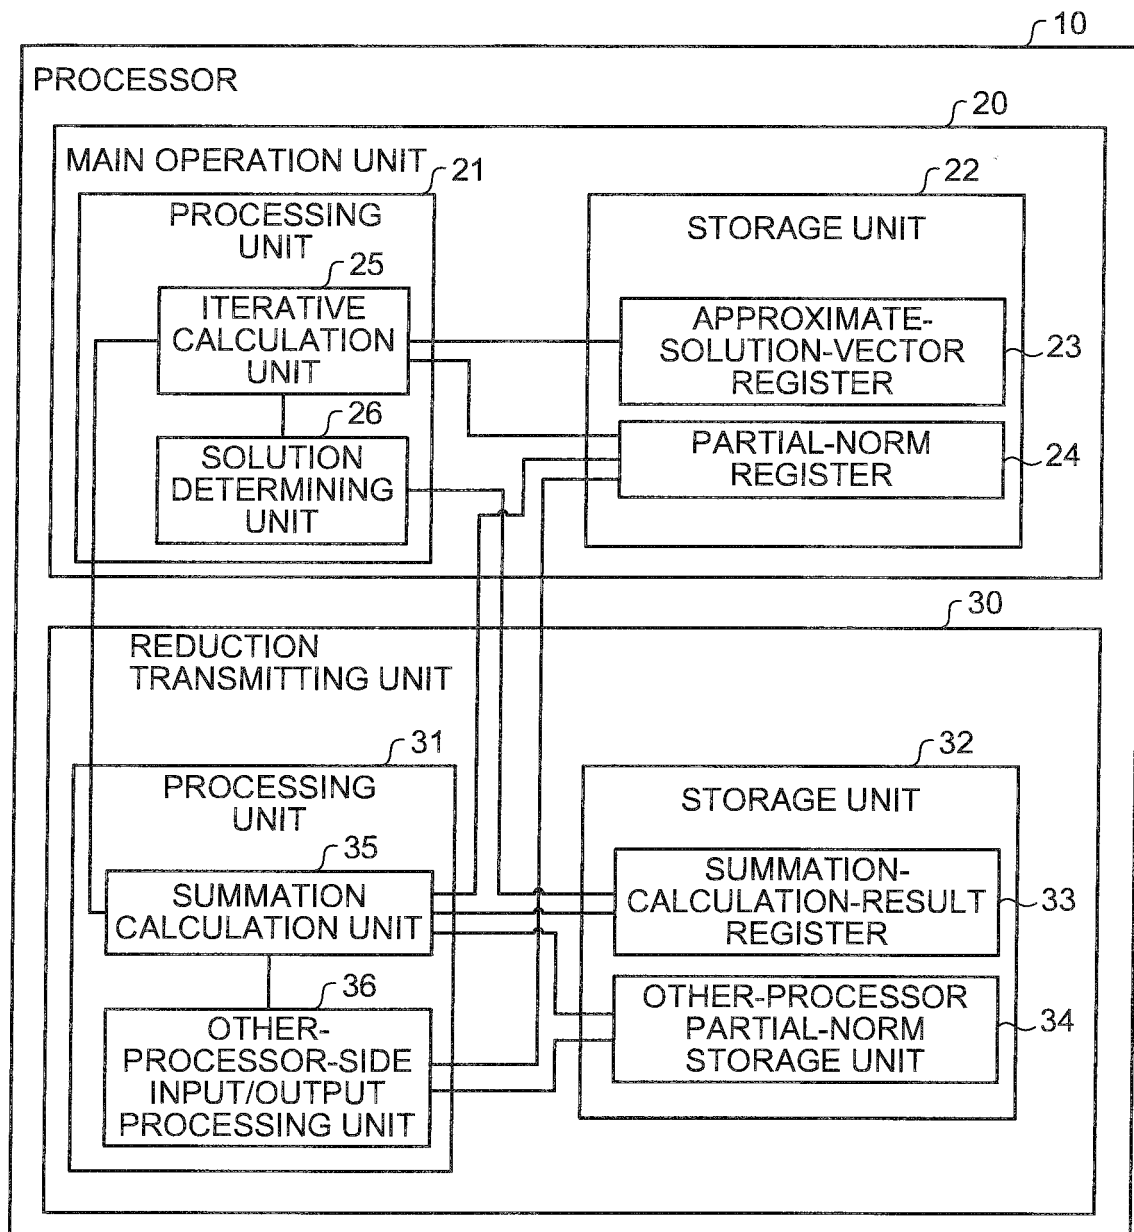 10
PROCESSOR
20
MAIN OPERATION UNIT
21
PROCESSING
UNIT
25
ITERATIVE
CALCULATION
UNIT
26
SOLUTION
DETERMINING
UNIT
22
STORAGE UNIT
APPROXIMATE-
SOLUTION-VECTOR
REGISTER
23
PARTIAL-NORM
REGISTER
24
30
REDUCTION
TRANSMITTING UNIT
31
PROCESSING
UNIT
35
SUMMATION
CALCULATION UNIT
36
OTHER-
PROCESSOR-SIDE
INPUT/OUTPUT
PROCESSING UNIT
32
STORAGE UNIT
SUMMATION-
CALCULATION-RESULT
REGISTER
33
OTHER-PROCESSOR
PARTIAL-NORM
STORAGE UNIT
34